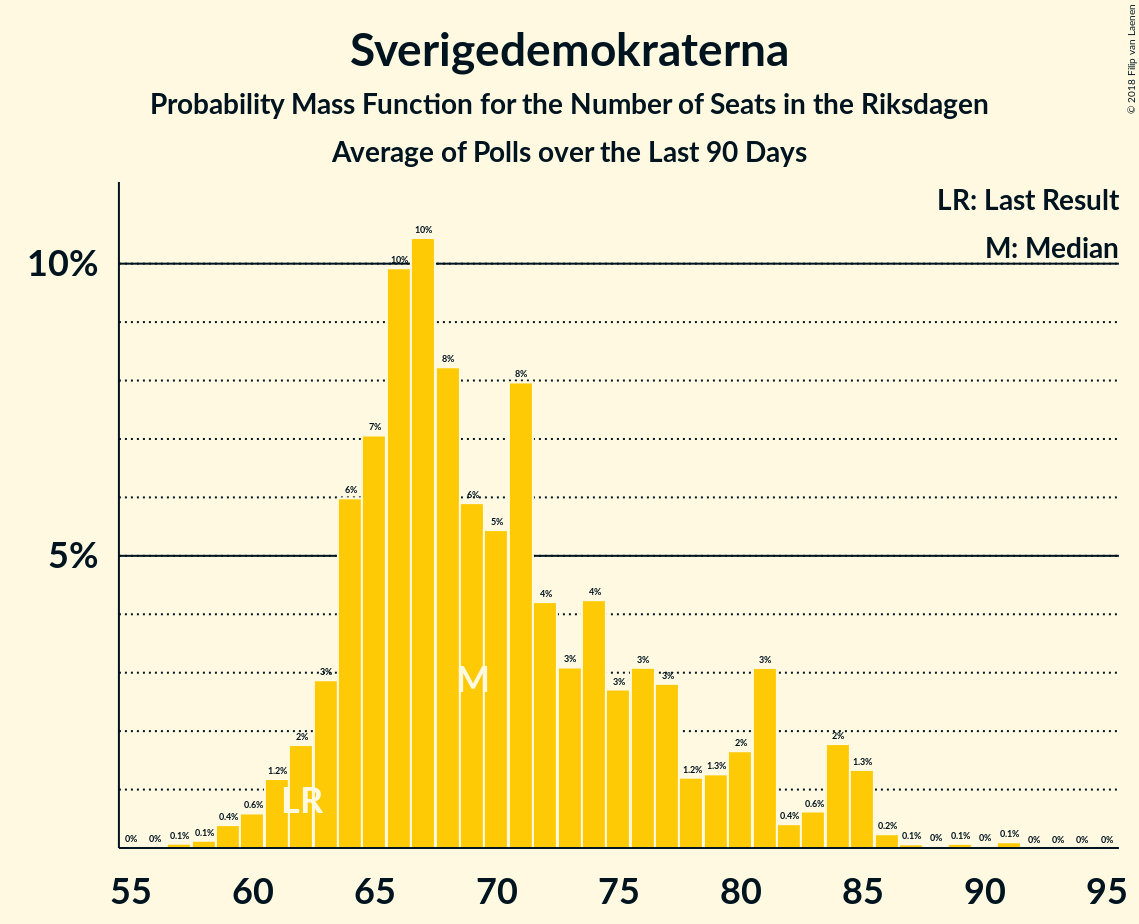 Sverigedemokraterna
Probability Mass Function for the Number of Seats in the Riksdagen
Average of Polls over the Last 90 Days
© 2018 Filip van Laenen
LR: Last Result
M: Median
10%
5%
0% 0% 0.1% 0.1% 0.4% 0.6% 1.2% 2% 3% 6% 7% 10% 10% 8% 6% 5% 8% 4% 3% 4% 3% 3% 3% 1.2% 1.3% 2% 3% 0.4% 0.6% 2% 1.3% 0.2% 0.1% 0% 0.1% 0% 0.1% 0% 0% 0% 0%
M
LR
55 60 65 70 75 80 85 90 95